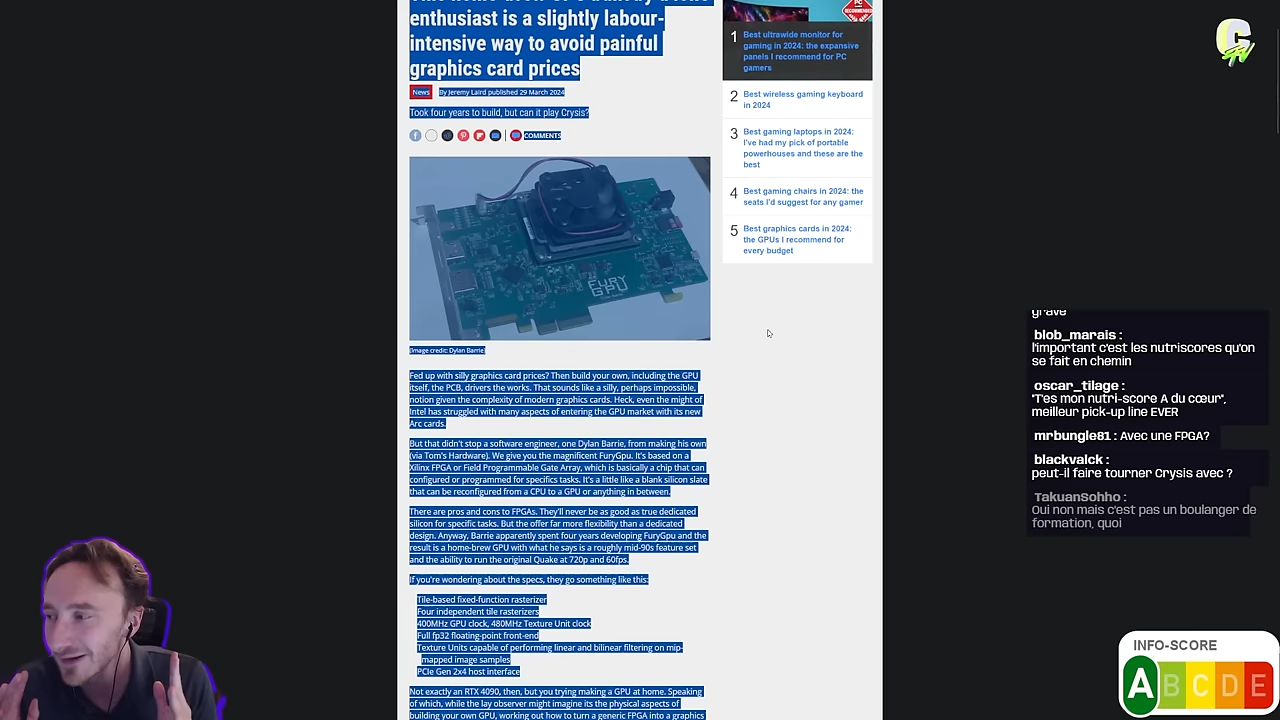 enthusiast is a slightly labour-
intensive way to avoid painful
graphics card prices
News
By Jeremy Laird published 29 March 2024
Took four years to build, but can it play Crysis?
COMMENTS
FURY
GPU
(Image credit: Dylan Barrie)
Fed up with silly graphics card prices? Then build your own, including the GPU
itself, the PCB, drivers the works. That sounds like a silly, perhaps impossible,
notion given the complexity of modern graphics cards. Heck, even the might of
Intel has struggled with many aspects of entering the GPU market with its new
Arc cards.
But that didn't stop a software engineer, one Dylan Barrie, from making his own
(via Tom's Hardware). We give you the magnificent FuryGpu. It's based on a
Xilinx FPGA or Field Programmable Gate Array, which is basically a chip that can
configured or programmed for specifics tasks. It's a little like a blank silicon slate
that can be reconfigured from a CPU to a GPU or anything in between.
There are pros and cons to FPGAs. They'll never be as good as true dedicated
silicon for specific tasks. But the offer far more flexibility than a dedicated
design. Anyway, Barrie apparently spent four years developing FuryGpu and the
result is a home-brew GPU with what he says is a roughly mid-90s feature set
and the ability to run the original Quake at 720p and 60fps.
If you're wondering about the specs, they go something like this:
Tile-based fixed-function rasterizer
Four independent tile rasterizers
400MHz GPU clock, 480MHz Texture Unit clock
Full fp32 floating-point front-end
Texture Units capable of performing linear and bilinear filtering on mip-
mapped image samples
PCIe Gen 2x4 host interface
Not exactly an RTX 4090, then, but you trying making a GPU at home. Speaking
of which, while the lay observer might imagine its the physical aspects of
building your own GPU, working out how to turn a generic FPGA into a graphics
PC
RECOMMENDED
1 Best ultrawide monitor for
gaming in 2024: the expansive
panels I recommend for PC
gamers
2 Best wireless gaming keyboard
in 2024
3 Best gaming laptops in 2024:
I've had my pick of portable
powerhouses and these are the
best
4 Best gaming chairs in 2024: the
seats I'd suggest for any gamer
5 Best graphics cards in 2024:
the GPUs I recommend for
every budget
grave
blob_marais :
l'important c'est les nutriscores qu'on
se fait en chemin
oscar_tilage :
"T'es mon nutri-score A du cœur",
meilleur pick-up line EVER
mrbungless : avec une FPGA?
blackwack :
peut-il faire tourner Crysis avec ?
TakuanSohho :
oui non mais c'est pas un boulanger de
formation, quoi
INFO-SCORE
A B C D E